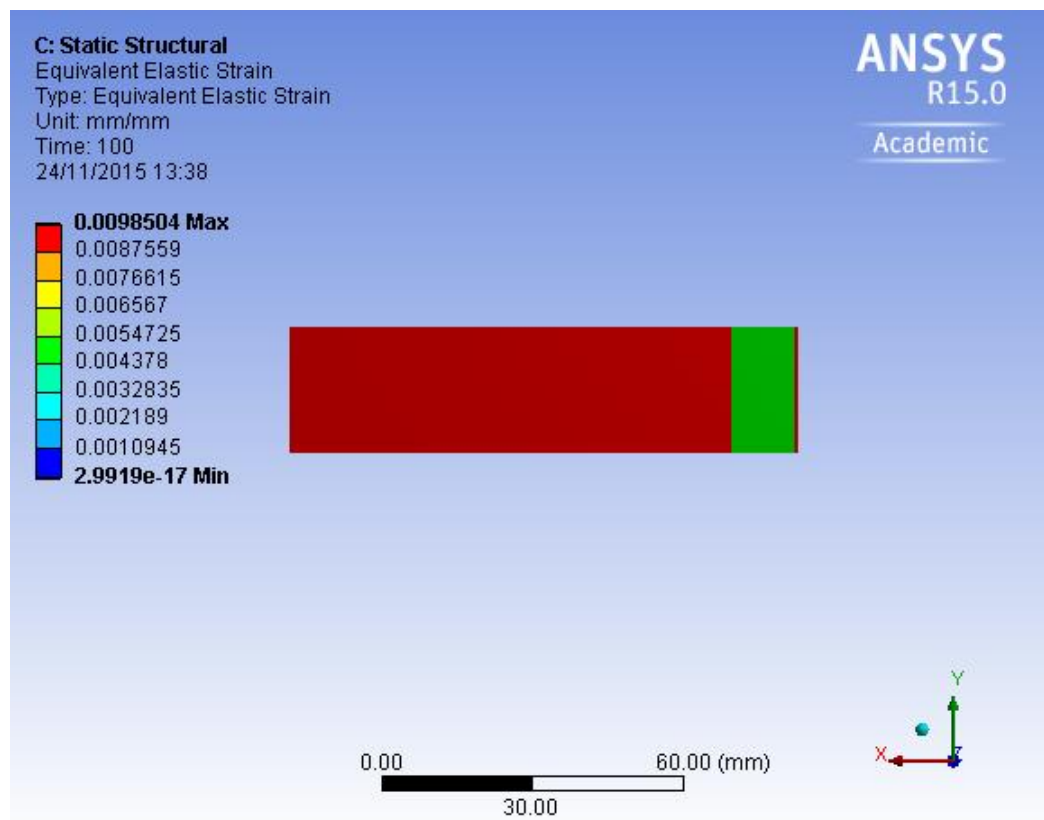 C: Static Structural
Equivalent Elastic Strain
Type: Equivalent Elastic Strain
Unit: mm/mm
Time: 100
24/11/2015 13:38
ANSYS
R15.0
Academic
0.0098504 Max
0.0087559
0.0076615
0.006567
0.0054725
0.004378
0.0032835
0.002189
0.0010945
2.9919e-17 Min
Y
X
Z
0.00
60.00 (mm)
30.00